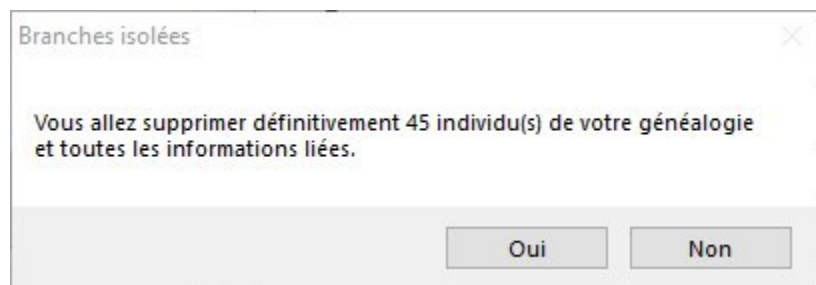 Branches isolées
Vous allez supprimer définitivement 45 individu(s) de votre généalogie
et toutes les informations liées.
Oui
Non